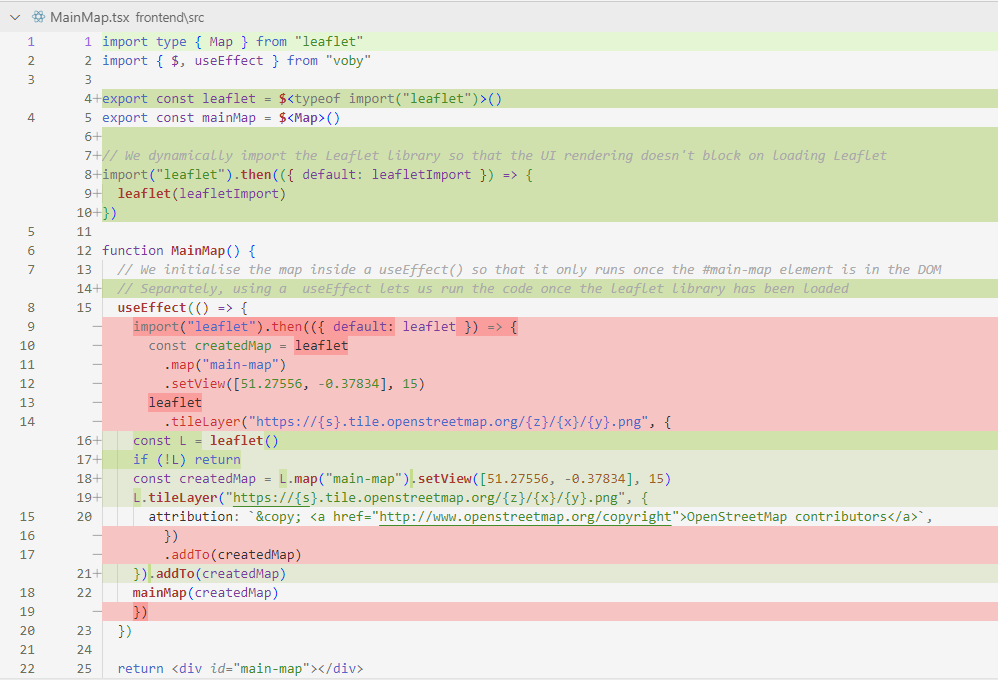 MainMap.tsx frontend\src
1 1 import type { Map } from "leaflet"
2 2 import { $, useEffect } from "voby"
3 3
4+ export const leaflet = $<typeof import("leaflet")>()
4 5 export const mainMap = $<Map>()
6+
7+ // We dynamically import the Leaflet library so that the UI rendering doesn't block on loading Leaflet
8+ import("leaflet").then(({ default: leafletImport }) => {
9+ leaflet(leafletImport)
10+ })
5 11
6 12 function MainMap() {
7 13 // We initialise the map inside a useEffect() so that it only runs once the #main-map element is in the DOM
14+ // Separately, using a  useEffect lets us run the code once the leaflet library has been loaded
8 15 useEffect(() => {
9 — import("leaflet").then(({ default: leaflet }) => {
10 — const createdMap = leaflet
11 — .map("main-map")
12 — .setView([51.27556, -0.37834], 15)
13 — leaflet
14 — .tileLayer("https://{s}.tile.openstreetmap.org/{z}/{x}/{y}.png", {
16+ const L = leaflet()
17+ if (!L) return
18+ const createdMap = L.map("main-map").setView([51.27556, -0.37834], 15)
19+ L.tileLayer("https://{s}.tile.openstreetmap.org/{z}/{x}/{y}.png", {
15 20 attribution: `&copy; <a href="http://www.openstreetmap.org/copyright">OpenStreetMap contributors</a>`,
16 — })
17 — .addTo(createdMap)
21+ }).addTo(createdMap)
18 22 mainMap(createdMap)
19 — })
20 23 })
21 24
22 25 return <div id="main-map"></div>